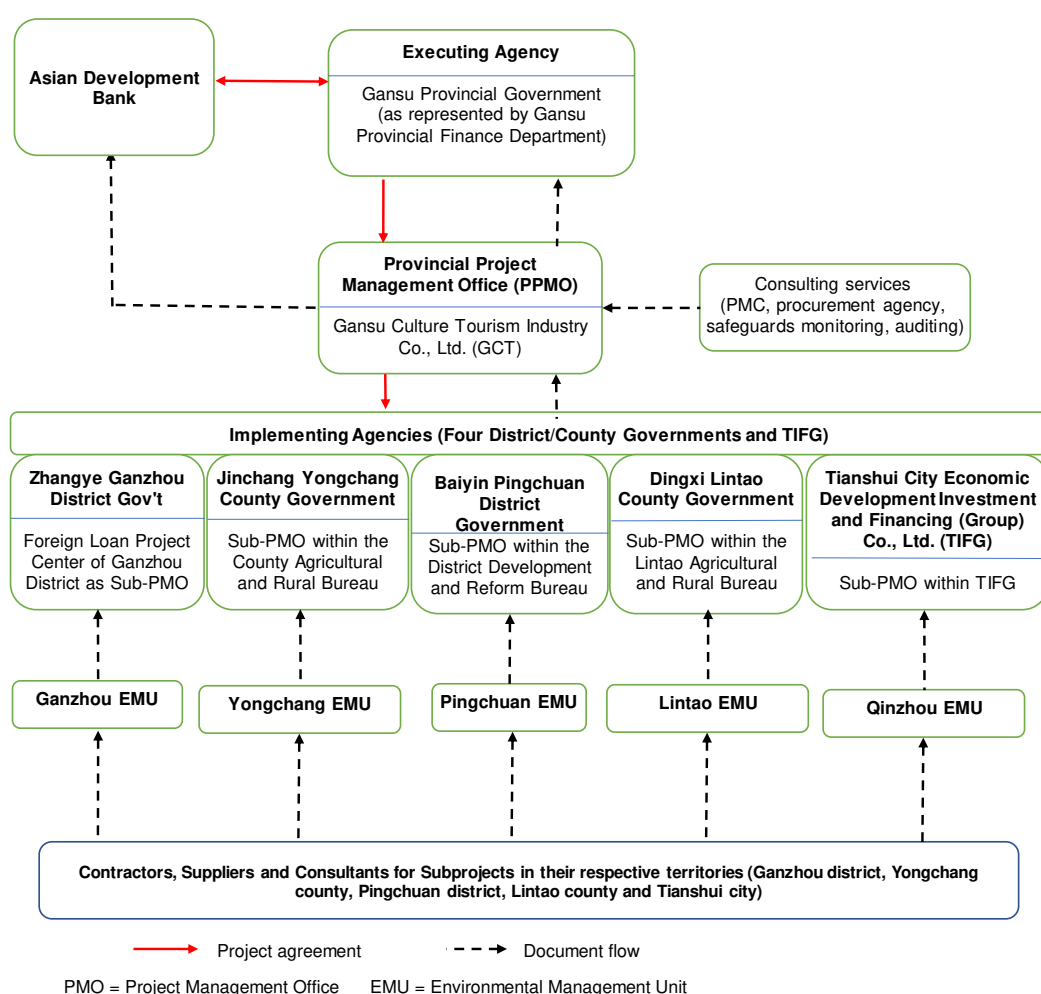 Asian Development
Bank
Executing Agency
Gansu Provincial Government
(as represented by Gansu
Provincial Finance Department)
Provincial Project
Management Office (PPMO)
Gansu Culture Tourism Industry
Co., Ltd. (GCT)
Consulting services
(PMC, procurement agency,
safeguards monitoring, auditing)
Implementing Agencies (Four District/County Governments and TIFG)
Zhangye Ganzhou
District Gov't
Foreign Loan Project
Center of Ganzhou
District as Sub-PMO
Jinchang Yongchang
County Government
Sub-PMO within the
County Agricultural
and Rural Bureau
Baiyin Pingchuan
District
Government
Sub-PMO within the
District Development
and Reform Bureau
Dingxi Lintao
County Government
Sub-PMO within the
Lintao Agricultural
and Rural Bureau
Tianshui City Economic
Development Investment
and Financing (Group)
Co., Ltd. (TIFG)
Sub-PMO within TIFG
Ganzhou EMU
Yongchang EMU
Pingchuan EMU
Lintao EMU
Qinzhou EMU
Contractors, Suppliers and Consultants for Subprojects in their respective territories (Ganzhou district, Yongchang
county, Pingchuan district, Lintao county and Tianshui city)
Project agreement
Document flow
PMO = Project Management Office EMU = Environmental Management Unit